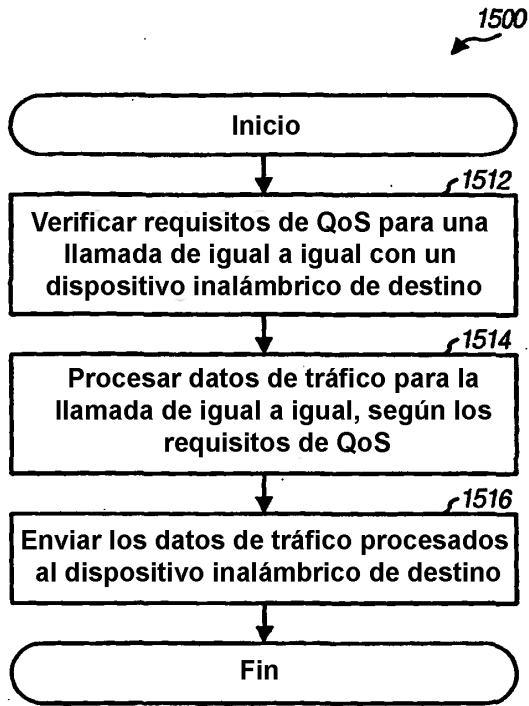 1500
Inicio
1512
Verificar requisitos de QoS para una
llamada de igual a igual con un
dispositivo inalámbrico de destino
1514
Procesar datos de tráfico para la
llamada de igual a igual, según los
requisitos de QoS
1516
Enviar los datos de tráfico procesados
al dispositivo inalámbrico de destino
Fin